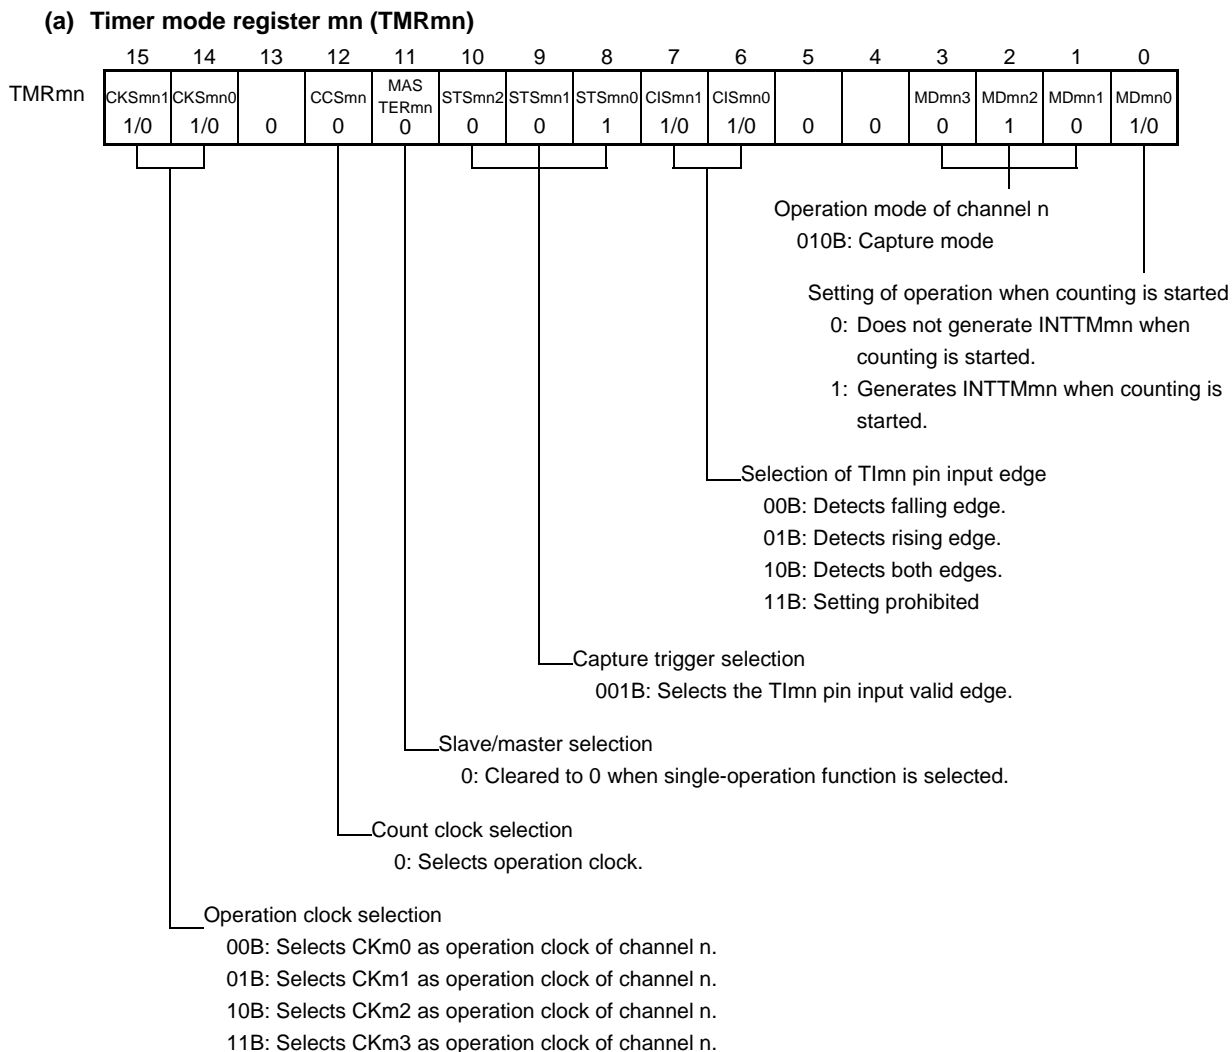 (a) Timer mode register mn (TMRmn)
15 14 13 12 11 10 9 8 7 6 5 4 3 2 1 0
TMRmn CKSmn1 CKSmn0 CCSmn MAS TERmn STSmn2 STSmn1 STSmn0 CISmn1 CISmn0 MDmn3 MDmn2 MDmn1 MDmn0
1/0 1/0 0 0 0 0 0 1 1/0 1/0 0 0 0 1 0 1/0
Operation mode of channel n
010B: Capture mode
Setting of operation when counting is started
0: Does not generate INTTMmn when
counting is started.
1: Generates INTTMmn when counting is
started.
Selection of TImn pin input edge
00B: Detects falling edge.
01B: Detects rising edge.
10B: Detects both edges.
11B: Setting prohibited
Capture trigger selection
001B: Selects the TImn pin input valid edge.
Slave/master selection
0: Cleared to 0 when single-operation function is selected.
Count clock selection
0: Selects operation clock.
Operation clock selection
00B: Selects CKm0 as operation clock of channel n.
01B: Selects CKm1 as operation clock of channel n.
10B: Selects CKm2 as operation clock of channel n.
11B: Selects CKm3 as operation clock of channel n.